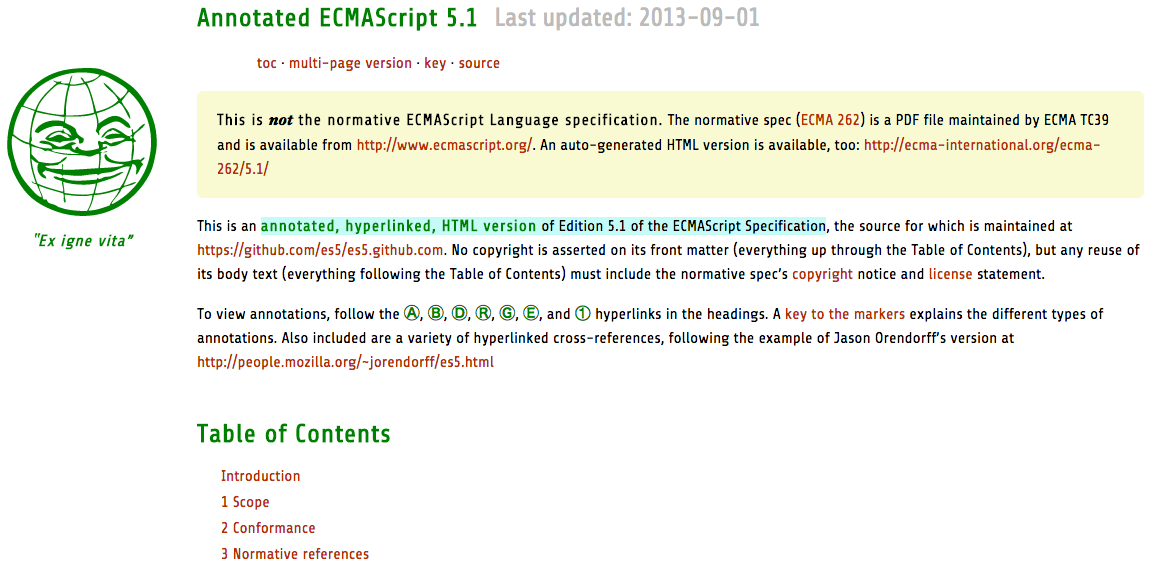 Annotated ECMAScript 5.1 Last updated: 2013-09-01
toc · multi-page version · key · source
This is not the normative ECMAScript Language specification. The normative spec (ECMA 262) is a PDF file maintained by ECMA TC39
and is available from http://www.ecmascript.org/. An auto-generated HTML version is available, too: http://ecma-international.org/ecma-
262/5.1/
"Ex igne vita”
This is an annotated, hyperlinked, HTML version of Edition 5.1 of the ECMAScript Specification, the source for which is maintained at
https://github.com/es5/es5.github.com. No copyright is asserted on its front matter (everything up through the Table of Contents), but any reuse of
its body text (everything following the Table of Contents) must include the normative spec’s copyright notice and license statement.
To view annotations, follow the Ⓐ, Ⓑ, Ⓓ, Ⓡ, Ⓖ, Ⓔ, and ① hyperlinks in the headings. A key to the markers explains the different types of
annotations. Also included are a variety of hyperlinked cross-references, following the example of Jason Orendorff’s version at
http://people.mozilla.org/~jorendorff/es5.html
Table of Contents
Introduction
1 Scope
2 Conformance
3 Normative references